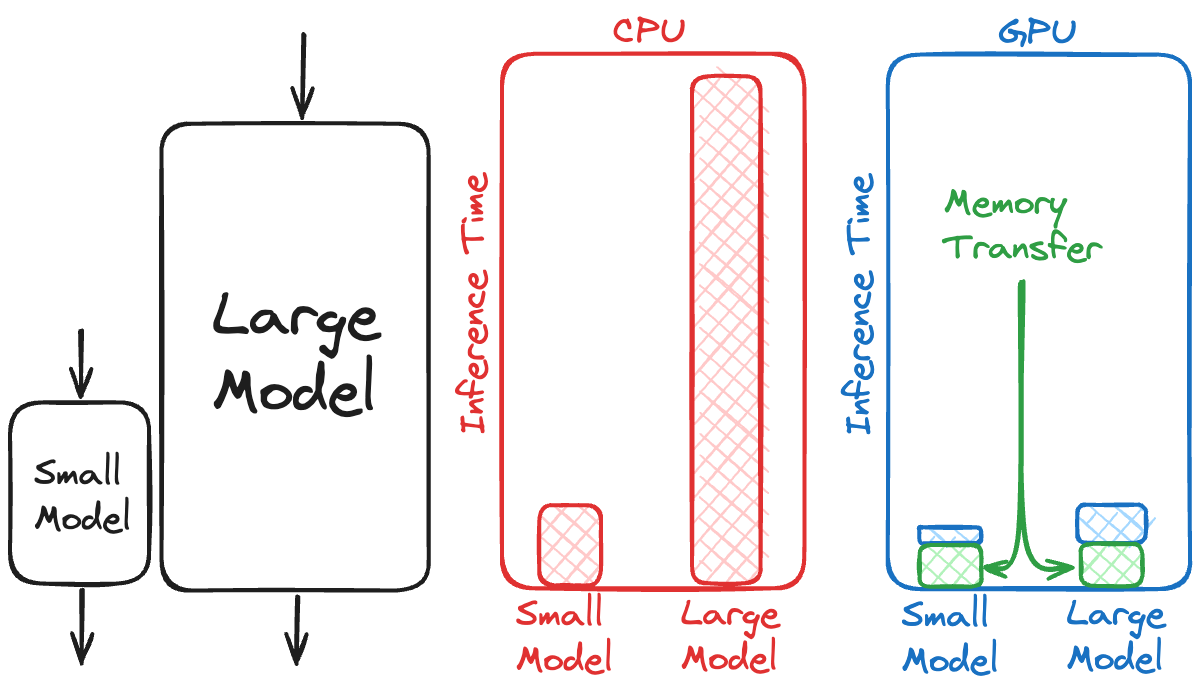 Small
Model
Large
Model
CPU
Inference Time
Small
Model
Large
Model
GPU
Inference Time
Memory
Transfer
Small
Model
Large
Model